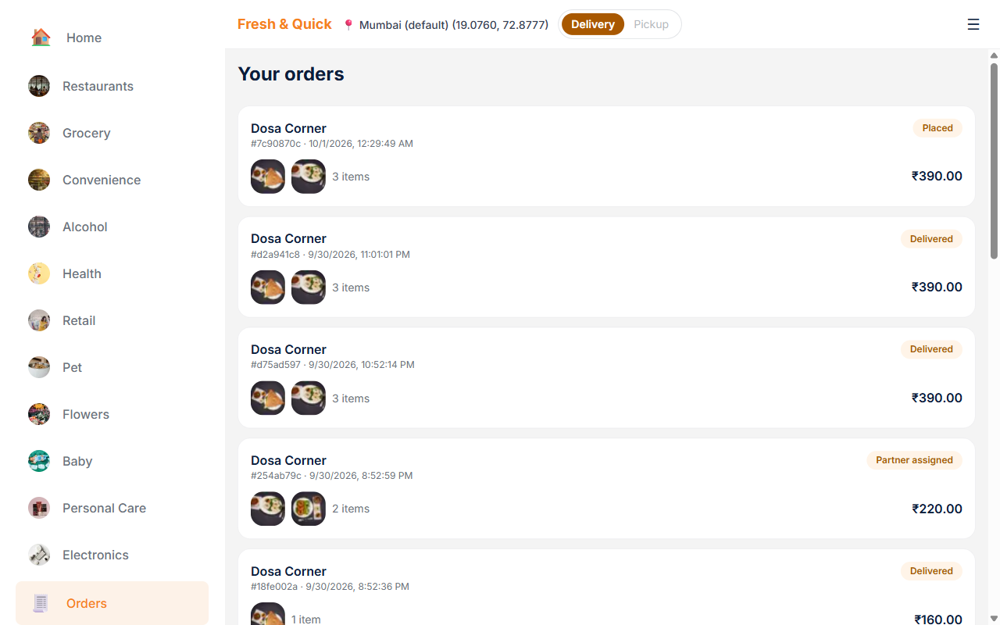 Home
Restaurants
Grocery
Convenience
Alcohol
Health
Retail
Pet
Flowers
Baby
Personal Care
Electronics
Orders
Fresh & Quick
Mumbai (default) (19.0760, 72.8777)
Delivery
Pickup
Your orders
Dosa Corner
Placed
#7c90870c · 10/1/2026, 12:29:49 AM
3 items
₹390.00
Dosa Corner
Delivered
#d2a941c8 · 9/30/2026, 11:01:01 PM
3 items
₹390.00
Dosa Corner
Delivered
#d75ad597 · 9/30/2026, 10:52:14 PM
3 items
₹390.00
Dosa Corner
Partner assigned
#254ab79c · 9/30/2026, 8:52:59 PM
2 items
₹220.00
Dosa Corner
Delivered
#18fe002a · 9/30/2026, 8:52:36 PM
1 item
₹160.00